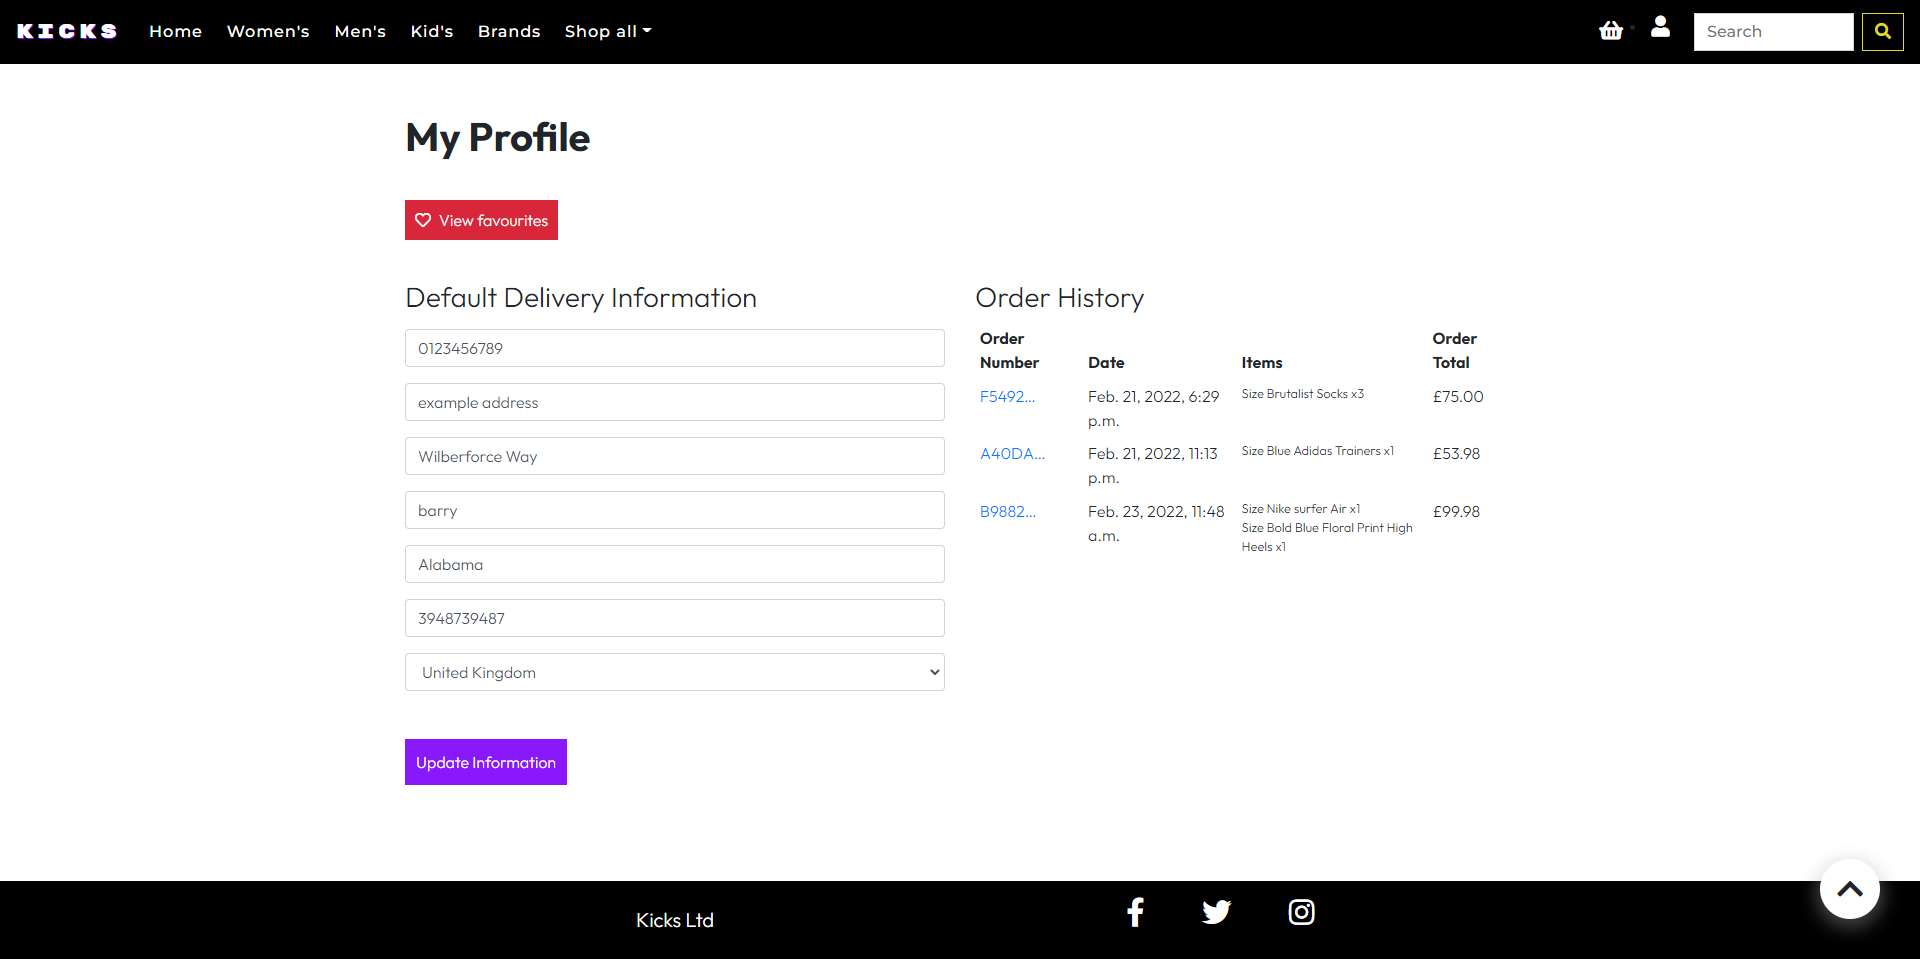 KICKS
Home
Women's
Men's
Kid's
Brands
Shop all
Search
My Profile
View favourites
Default Delivery Information
0123456789
example address
Wilberforce Way
barry
Alabama
3948739487
United Kingdom
Update Information
Order History
Order Number
Date
Items
Order Total
F5492...
Feb. 21, 2022, 6:29
p.m.
Size Brutalist Socks x3
£75.00
A40DA...
Feb. 21, 2022, 11:13
p.m.
Size Blue Adidas Trainers x1
£53.98
B9882...
Feb. 23, 2022, 11:48
a.m.
Size Nike surfer Air x1
Size Bold Blue Floral Print High
Heels x1
£99.98
Kicks Ltd